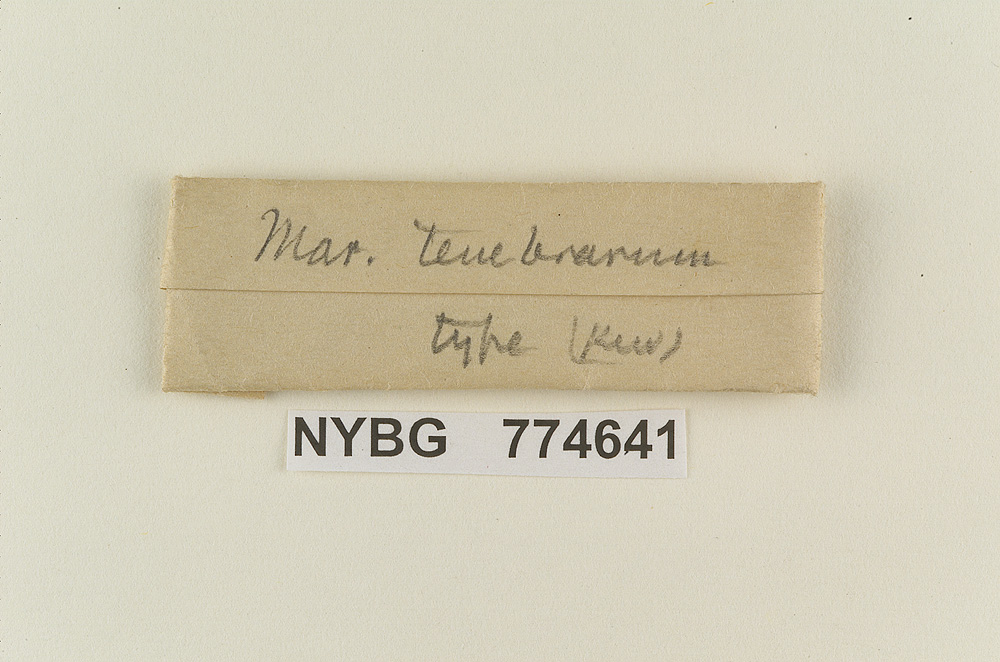 Mar. tenebrarum
type (Kew)
NYBG 774641